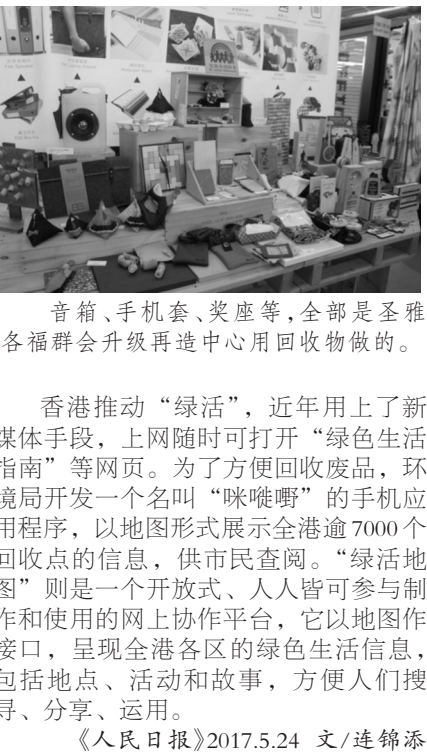 音箱、手机套、奖座等，全部是圣雅
各福群会升级再造中心用回收物做的。
香港推动“绿活”，近年用上了新
媒体手段，上网随时可打开“绿色生活
指南”等网页。为了方便回收废品，环
境局开发一个名叫“咪嘥嘢”的手机应
用程序，以地图形式展示全港逾7000个
回收点的信息，供市民查阅。“绿活地
图”则是一个开放式、人人皆可参与制
作和使用的网上协作平台，它以地图作
接口，呈现全港各区的绿色生活信息，
包括地点、活动和故事，方便人们搜
寻、分享、运用。
《人民日报》2017.5.24 文/连锦添